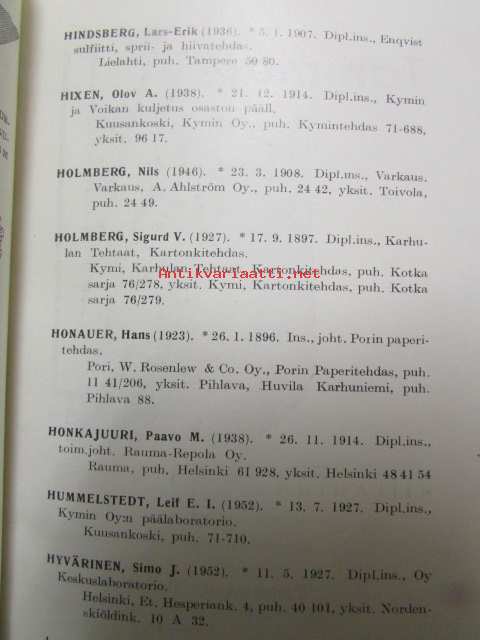 HINDSBERG, Lars-Erik (1936). * 5. 1. 1907. Dipl.ins., Enqvist
sulfiitti, sprii- ja hiivatehdas.
Lielahti, puh. Tampere 50 80.
HIXEN, Olov A. (1938). * 21. 12. 1914. Dipl.ins., Kymin
ja Voikan kuljetus osaston pääll.
Kuusankoski, Kymin Oy., puh. Kymintehdas 71-688,
yksit. 96 17.
HOLMBERG, Nils (1946). * 23. 3. 1908. Dipl.ins., Varkaus.
Varkaus, A. Ahlström Oy., puh. 24 42, yksit. Toivola,
puh. 24 49.
HOLMBERG, Sigurd V. (1927). * 17. 9. 1897. Dipl.ins., Karhu-
lan Tehtaat, Kartonkitehdas.
Kymi, Karhulan Tehtaat, Kartonkitehdas, puh. Kotka
sarja 76/278, yksit. Kymi, Kartonkitehdas, puh. Kotka
sarja 76/279.
Antikvariaatti.net
HONAUER, Hans (1923). * 26. 1. 1896. Ins., joht. Porin paperi-
tehdas.
Pori, W. Rosenlew & Co. Oy., Porin Paperitehdas, puh.
11 41/206, yksit. Pihlava, Huvila Karhuniemi, puh.
Pihlava 88.
HONKAJUURI, Paavo M. (1938). * 26. 11. 1914. Dipl.ins.,
toim.joht. Rauma-Repola Oy.
Rauma, puh. Helsinki 61 928, yksit. Helsinki 48 41 54
HUMMELSTEDT, Leif E. I. (1952). * 13. 7. 1927. Dipl.ins.,
Kymin Oy:n päälaboratorio.
Kuusankoski, puh. 71-710.
HYVÄRINEN, Simo J. (1952). * 11. 5. 1927. Dipl.ins., Oy
Keskuslaboratorio.
Helsinki, Et. Hesperiank. 4, puh. 40 101, yksit. Norden-
skiöldink. 10 A 32.